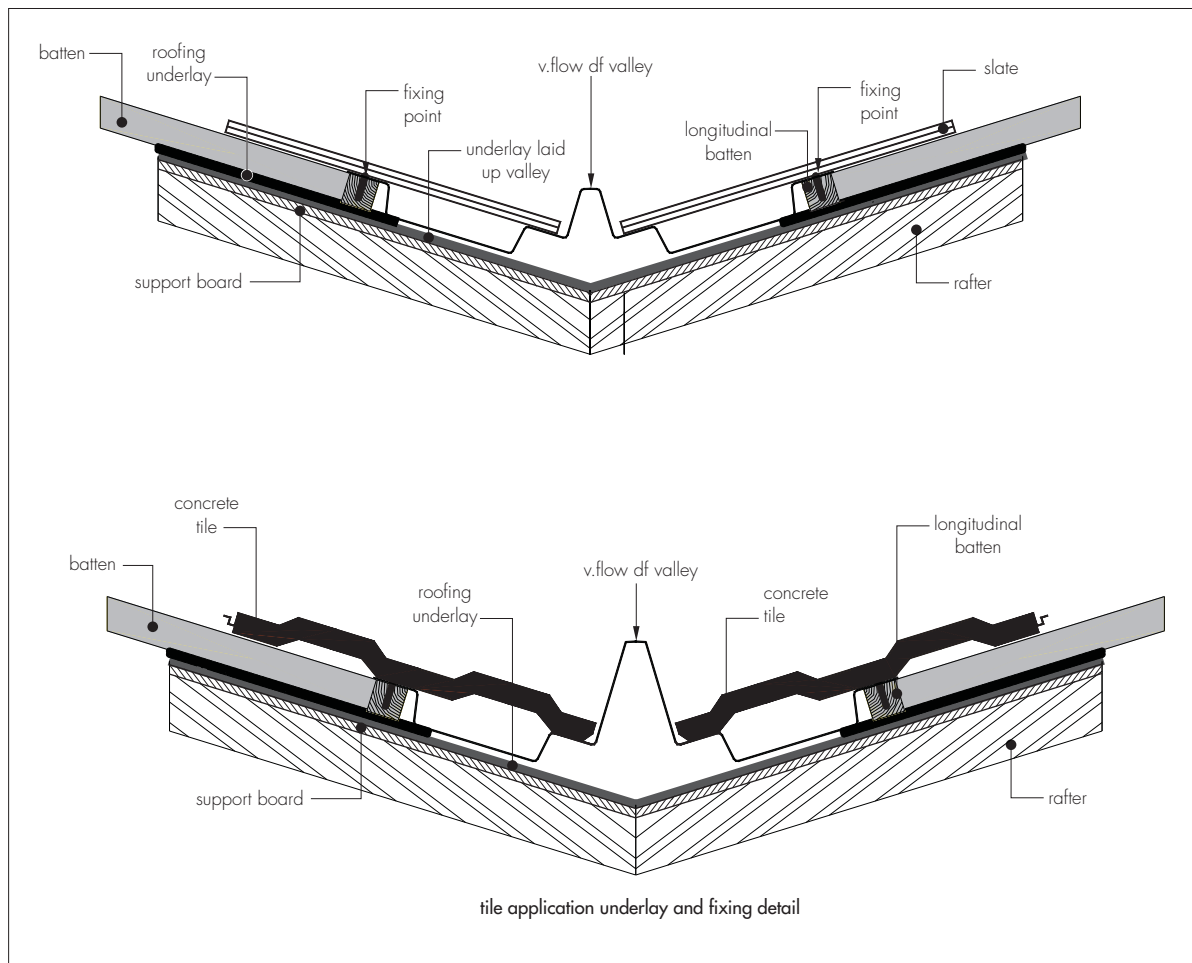 batten
roofing
underlay
fixing
point
v.flow df valley
underlay laid
up valley
longitudinal
batten
fixing
point
slate
support board
rafter
concrete
tile
batten
roofing
underlay
v.flow df valley
concrete
tile
longitudinal
batten
support board
rafter
tile application underlay and fixing detail